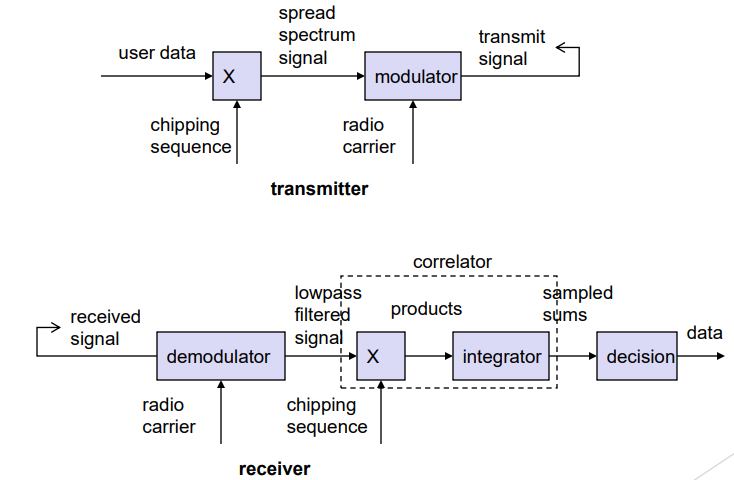 spread
spectrum
signal
user data
transmit
signal
X
modulator
chipping
sequence
radio
carrier
transmitter
correlator
lowpass
filtered
signal
products
sampled
sums
received
signal
data
demodulator
X
integrator
decision
radio
carrier
chipping
sequence
receiver